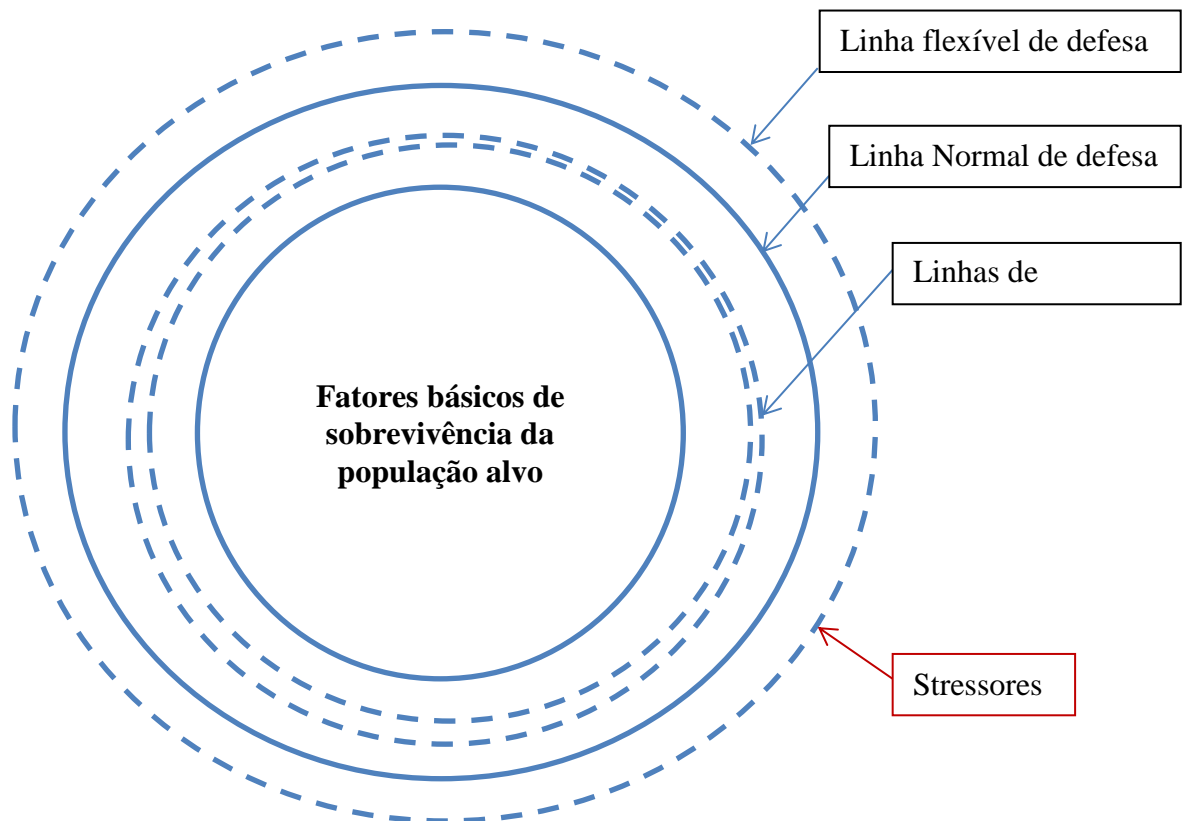 Linha flexível de defesa
Linha Normal de defesa
Linhas de
Fatores básicos de
sobrevivência da
população alvo
Stressores